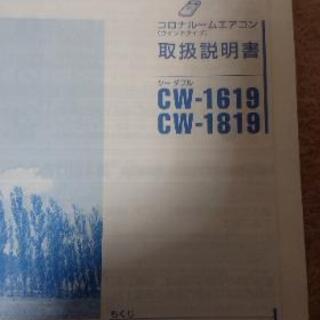 コロナルームエアコン
(ウインドタイプ)
取扱説明書
シーダブル
CW-1619
CW-1819
もくじ